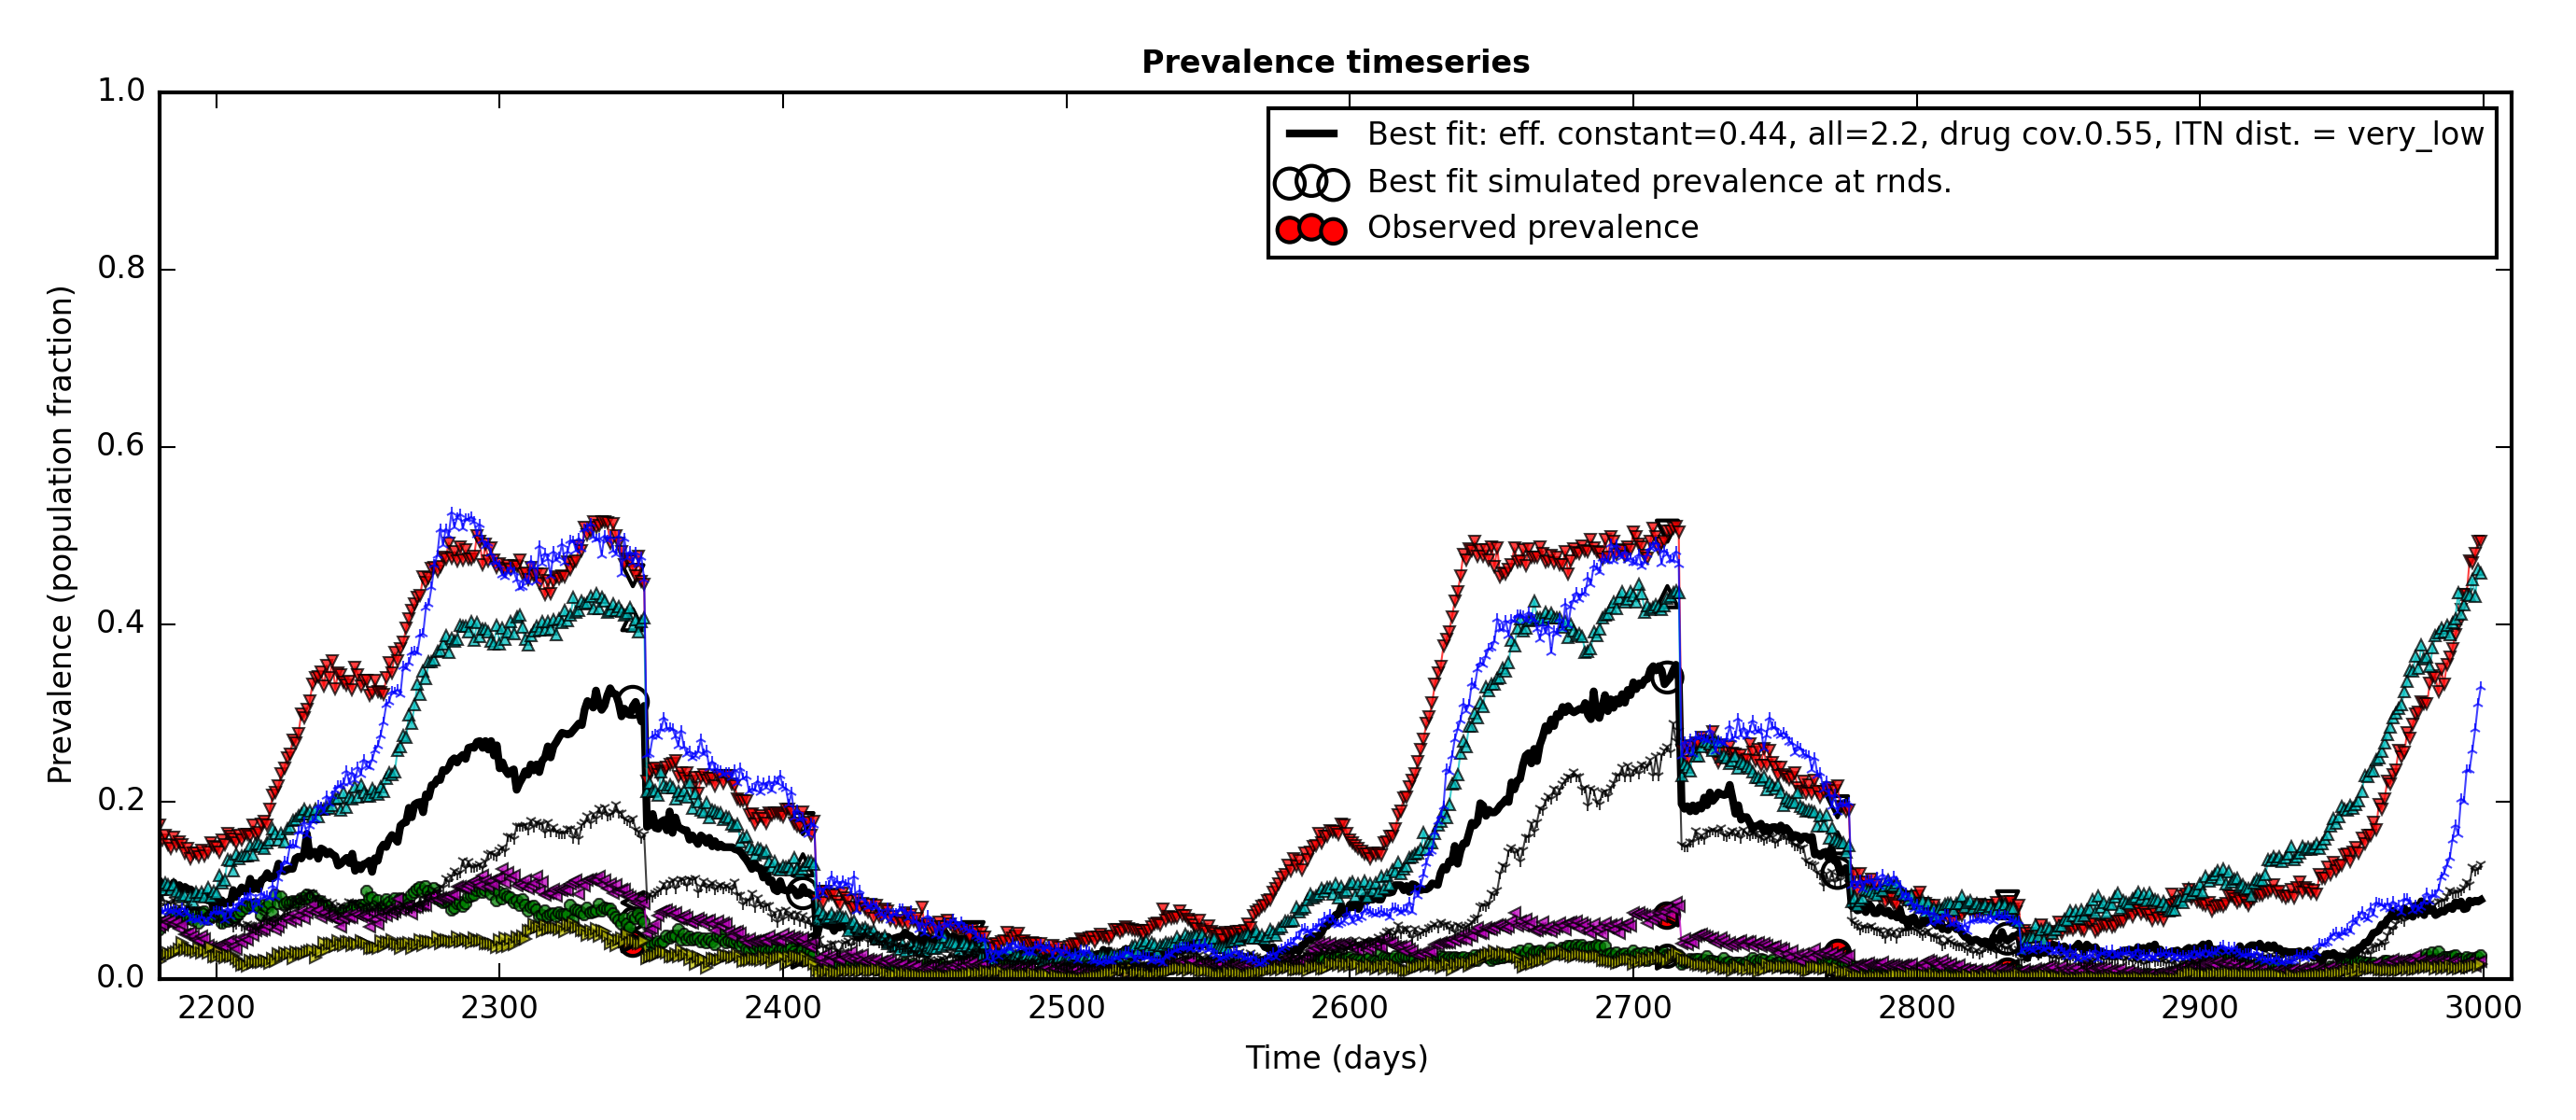 Prevalence timeseries
1.0
0.8
0.6
0.4
0.2
0.0
Prevalence (population fraction)
Best fit: eff. constant=0.44, all=2.2, drug cov.0.55, ITN dist. = very_low
Best fit simulated prevalence at rnds.
Observed prevalence
2200 2300 2400 2500 2600 2700 2800 2900 3000
Time (days)